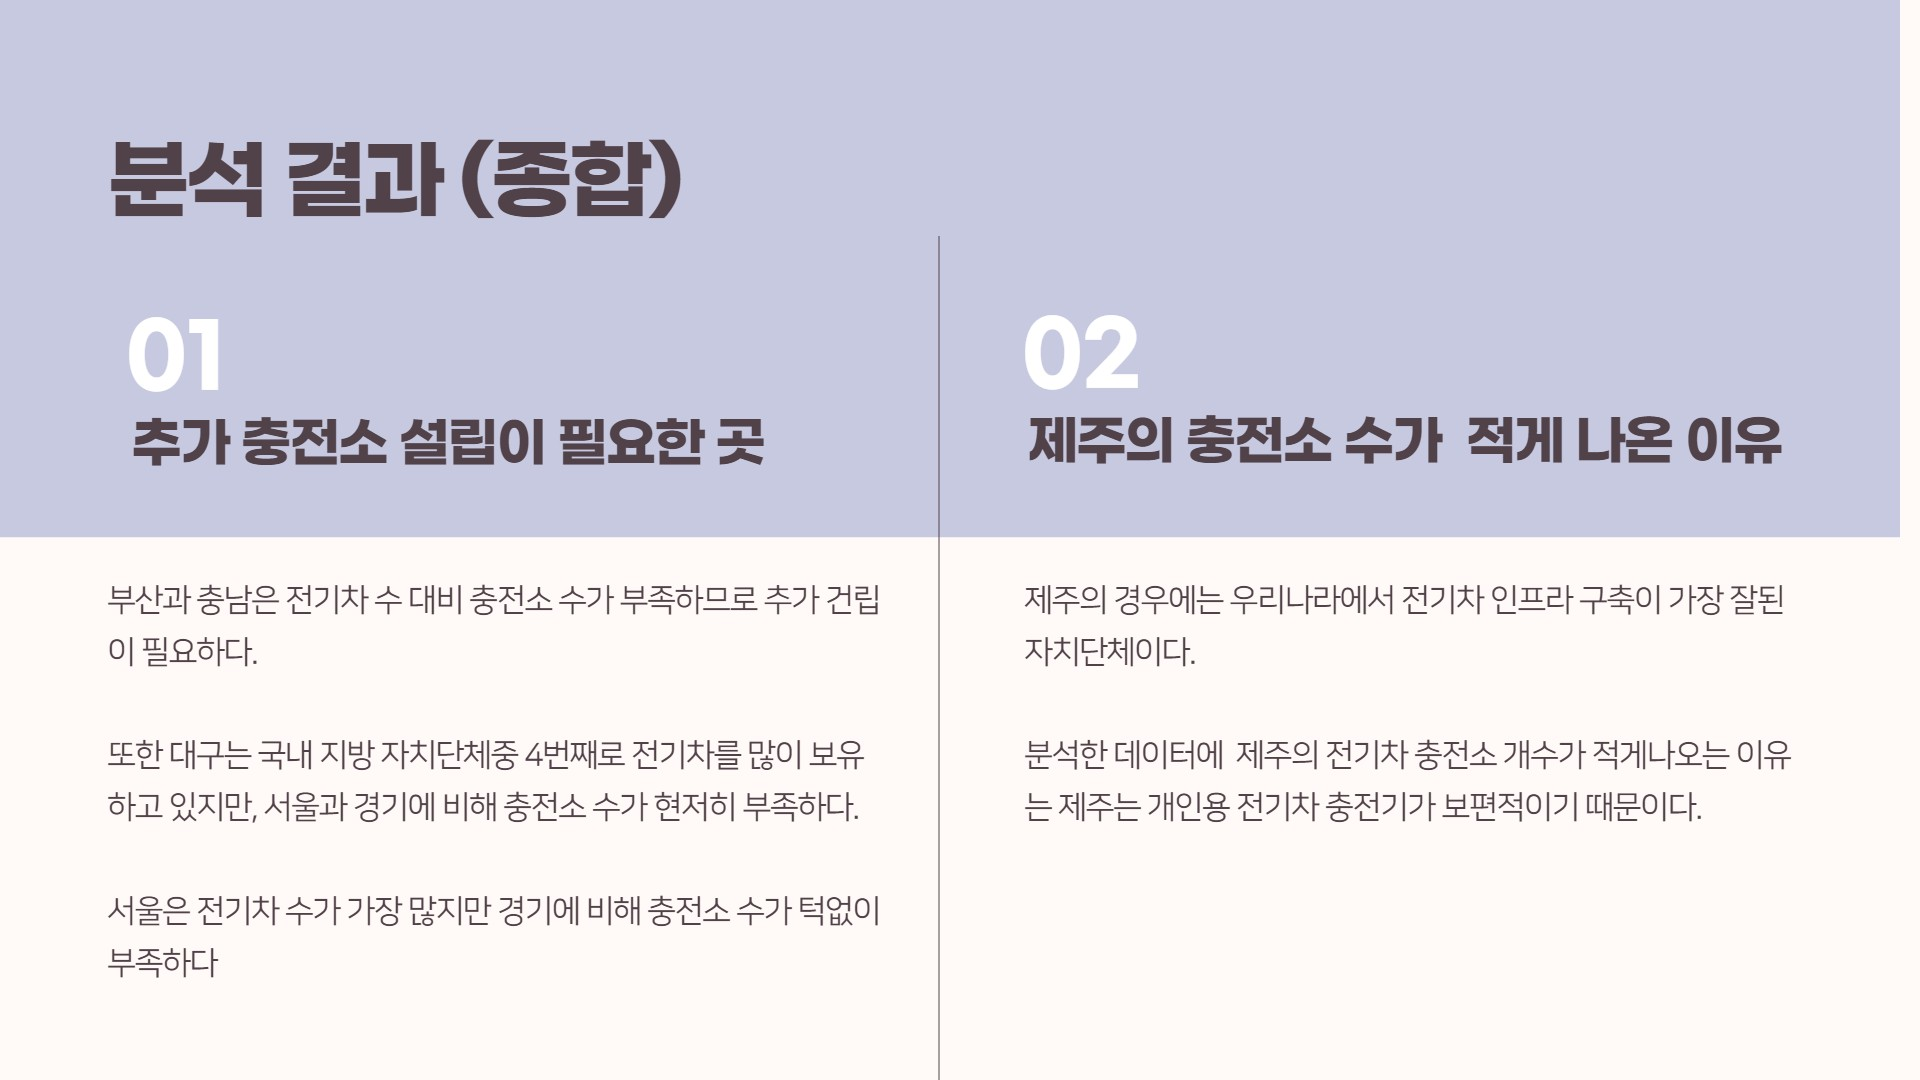 분석 결과 (종합)
01
추가 충전소 설립이 필요한 곳
부산과 충남은 전기차 수 대비 충전소 수가 부족하므로 추가 건립
이 필요하다.
또한 대구는 국내 지방 자치단체중 4번째로 전기차를 많이 보유
하고 있지만, 서울과 경기에 비해 충전소 수가 현저히 부족하다.
서울은 전기차 수가 가장 많지만 경기에 비해 충전소 수가 턱없이
부족하다
02
제주의 충전소 수가  적게 나온 이유
제주의 경우에는 우리나라에서 전기차 인프라 구축이 가장 잘된
자치단체이다.
분석한 데이터에  제주의 전기차 충전소 개수가 적게나오는 이유
는 제주는 개인용 전기차 충전기가 보편적이기 때문이다.